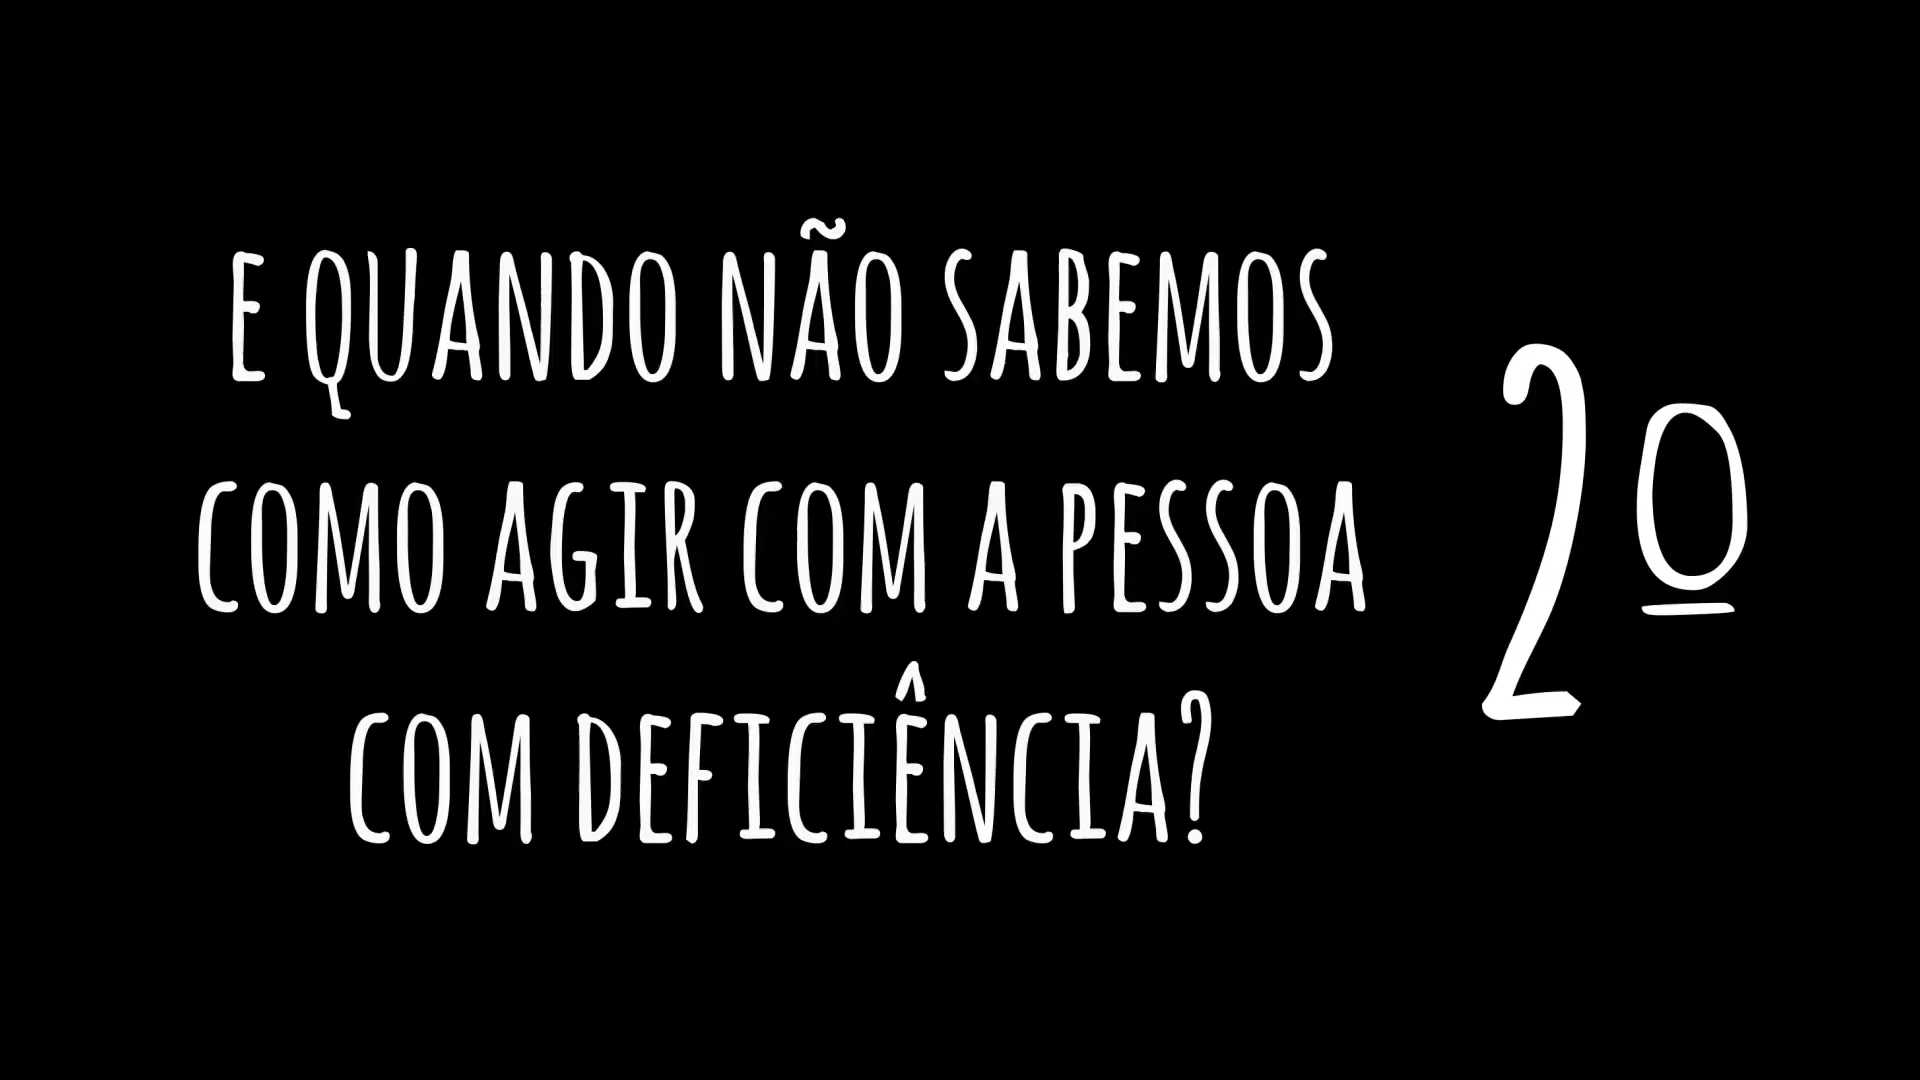 E QUANDO NÃO SABEMOS
COMO AGIR COM A PESSOA
COM DEFICIÊNCIA?
2º